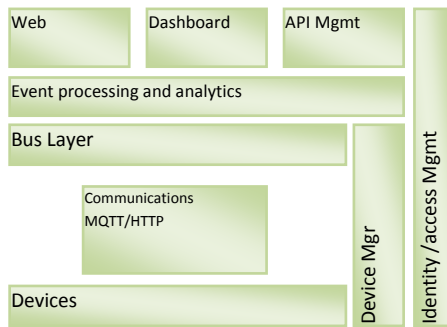 Web
Dashboard
API Mgmt
Event processing and analytics
Bus Layer
Communications
MQTT/HTTP
Devices
Device Mgr
Identity /access Mgmt